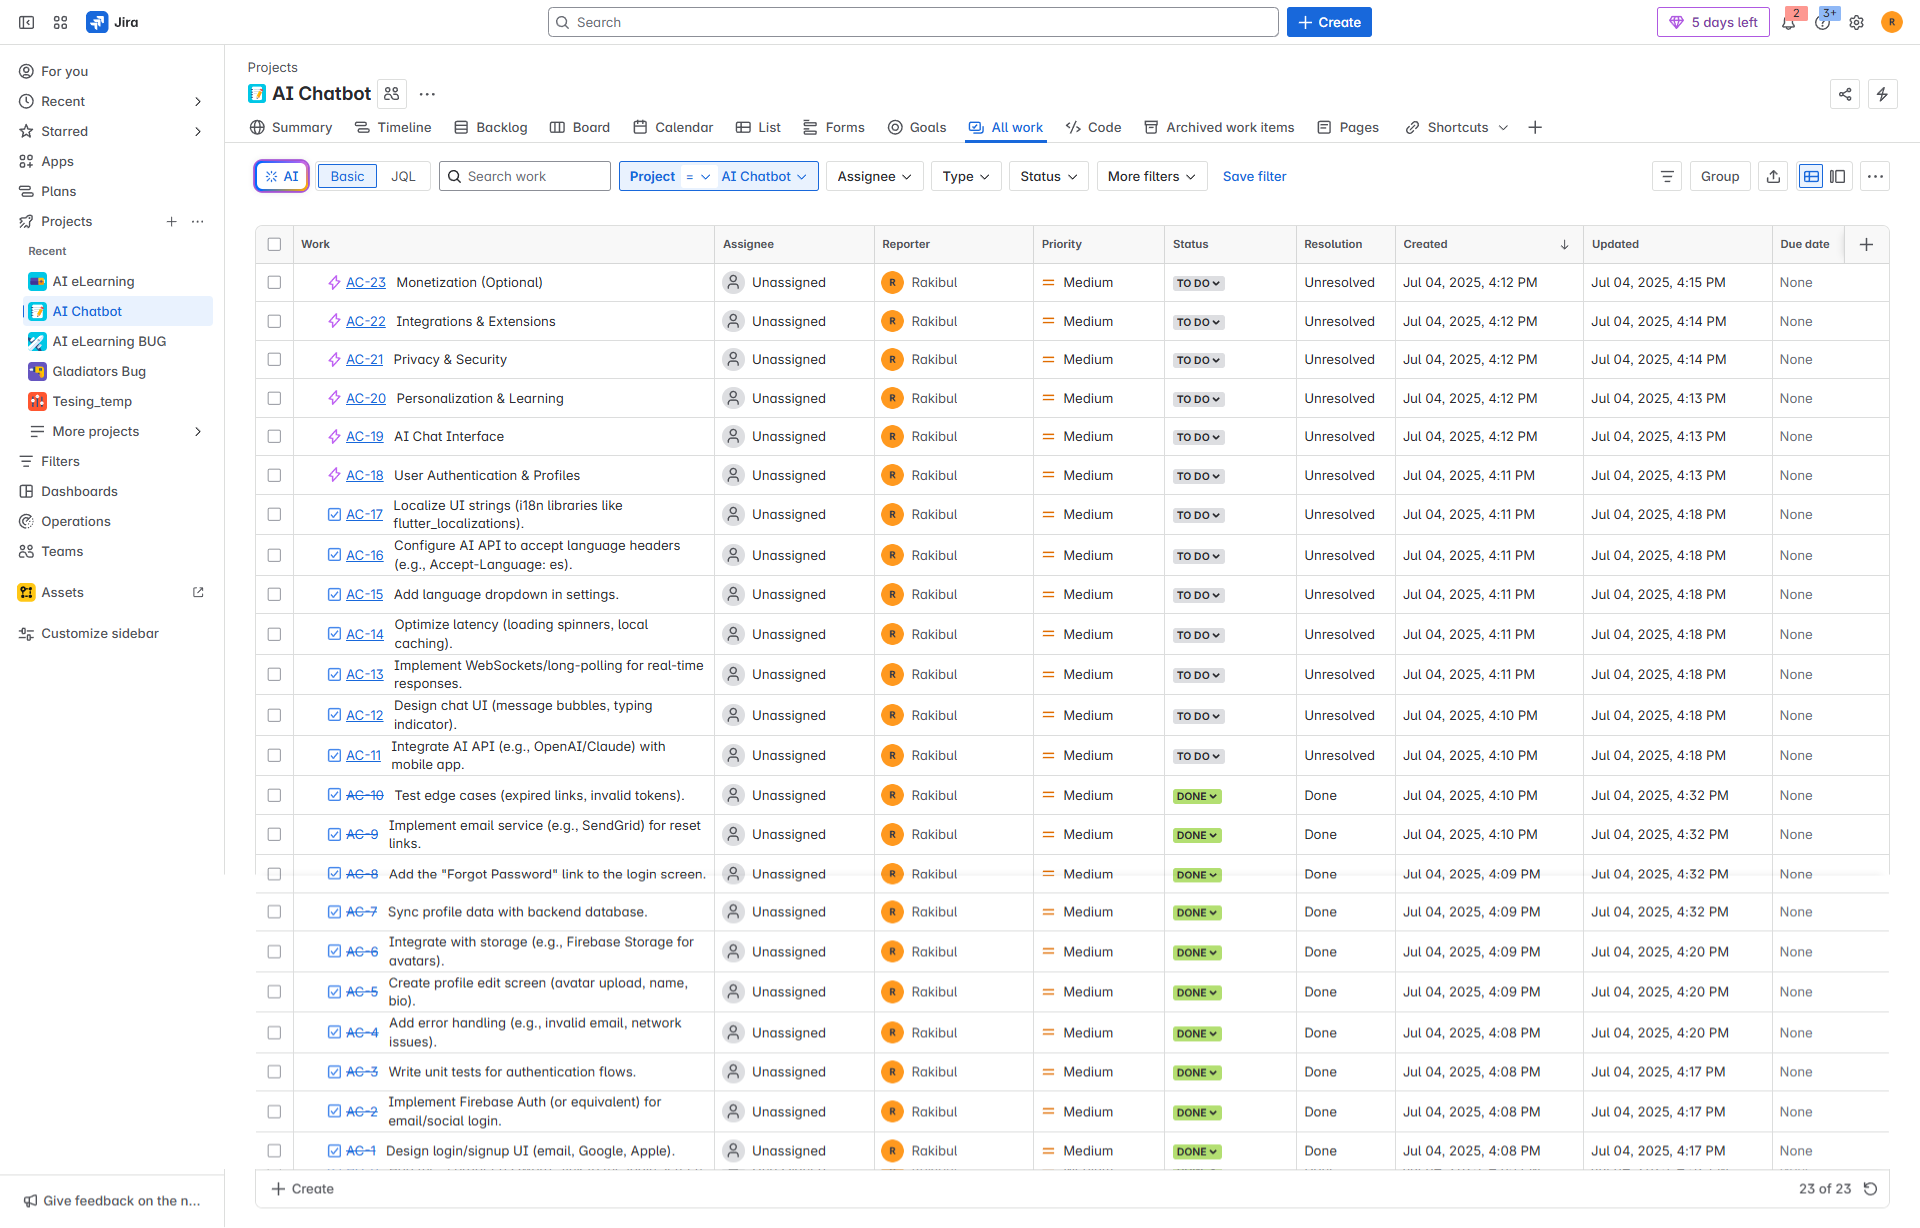 Jira
Search
Create
5 days left
2
3+
R
For you
Recent
Starred
Apps
Plans
Projects
Recent
AI eLearning
AI Chatbot
AI eLearning BUG
Gladiators Bug
Tesing_temp
More projects
Filters
Dashboards
Operations
Teams
Assets
Customize sidebar
Give feedback on the n...
Projects
AI Chatbot
Summary Timeline Backlog Board Calendar List Forms Goals All work Code Archived work items Pages Shortcuts
AI Basic JQL Search work Project = AI Chatbot Assignee Type Status More filters Save filter Group
Work Assignee Reporter Priority Status Resolution Created Updated Due date
AC-23 Monetization (Optional) Unassigned R Rakibul Medium TO DO Unresolved Jul 04, 2025, 4:12 PM Jul 04, 2025, 4:15 PM None
AC-22 Integrations & Extensions Unassigned R Rakibul Medium TO DO Unresolved Jul 04, 2025, 4:12 PM Jul 04, 2025, 4:14 PM None
AC-21 Privacy & Security Unassigned R Rakibul Medium TO DO Unresolved Jul 04, 2025, 4:12 PM Jul 04, 2025, 4:14 PM None
AC-20 Personalization & Learning Unassigned R Rakibul Medium TO DO Unresolved Jul 04, 2025, 4:12 PM Jul 04, 2025, 4:13 PM None
AC-19 AI Chat Interface Unassigned R Rakibul Medium TO DO Unresolved Jul 04, 2025, 4:12 PM Jul 04, 2025, 4:13 PM None
AC-18 User Authentication & Profiles Unassigned R Rakibul Medium TO DO Unresolved Jul 04, 2025, 4:11 PM Jul 04, 2025, 4:13 PM None
AC-17 Localize UI strings (i18n libraries like
flutter_localizations). Unassigned R Rakibul Medium TO DO Unresolved Jul 04, 2025, 4:11 PM Jul 04, 2025, 4:18 PM None
AC-16 Configure AI API to accept language headers
(e.g., Accept-Language: es). Unassigned R Rakibul Medium TO DO Unresolved Jul 04, 2025, 4:11 PM Jul 04, 2025, 4:18 PM None
AC-15 Add language dropdown in settings. Unassigned R Rakibul Medium TO DO Unresolved Jul 04, 2025, 4:11 PM Jul 04, 2025, 4:18 PM None
AC-14 Optimize latency (loading spinners, local
caching). Unassigned R Rakibul Medium TO DO Unresolved Jul 04, 2025, 4:11 PM Jul 04, 2025, 4:18 PM None
AC-13 Implement WebSockets/long-polling for real-time
responses. Unassigned R Rakibul Medium TO DO Unresolved Jul 04, 2025, 4:11 PM Jul 04, 2025, 4:18 PM None
AC-12 Design chat UI (message bubbles, typing
indicator). Unassigned R Rakibul Medium TO DO Unresolved Jul 04, 2025, 4:10 PM Jul 04, 2025, 4:18 PM None
AC-11 Integrate AI API (e.g., OpenAI/Claude) with
mobile app. Unassigned R Rakibul Medium TO DO Unresolved Jul 04, 2025, 4:10 PM Jul 04, 2025, 4:18 PM None
AC-10 Test edge cases (expired links, invalid tokens). Unassigned R Rakibul Medium DONE Done Jul 04, 2025, 4:10 PM Jul 04, 2025, 4:32 PM None
AC-9 Implement email service (e.g., SendGrid) for reset
links. Unassigned R Rakibul Medium DONE Done Jul 04, 2025, 4:10 PM Jul 04, 2025, 4:32 PM None
AC-8 Add the "Forgot Password" link to the login screen. Unassigned R Rakibul Medium DONE Done Jul 04, 2025, 4:09 PM Jul 04, 2025, 4:32 PM None
AC-7 Sync profile data with backend database. Unassigned R Rakibul Medium DONE Done Jul 04, 2025, 4:09 PM Jul 04, 2025, 4:32 PM None
AC-6 Integrate with storage (e.g., Firebase Storage for
avatars). Unassigned R Rakibul Medium DONE Done Jul 04, 2025, 4:09 PM Jul 04, 2025, 4:20 PM None
AC-5 Create profile edit screen (avatar upload, name,
bio). Unassigned R Rakibul Medium DONE Done Jul 04, 2025, 4:09 PM Jul 04, 2025, 4:20 PM None
AC-4 Add error handling (e.g., invalid email, network
issues). Unassigned R Rakibul Medium DONE Done Jul 04, 2025, 4:08 PM Jul 04, 2025, 4:20 PM None
AC-3 Write unit tests for authentication flows. Unassigned R Rakibul Medium DONE Done Jul 04, 2025, 4:08 PM Jul 04, 2025, 4:17 PM None
AC-2 Implement Firebase Auth (or equivalent) for
email/social login. Unassigned R Rakibul Medium DONE Done Jul 04, 2025, 4:08 PM Jul 04, 2025, 4:17 PM None
AC-1 Design login/signup UI (email, Google, Apple). Unassigned R Rakibul Medium DONE Done Jul 04, 2025, 4:08 PM Jul 04, 2025, 4:17 PM None
Create 23 of 23